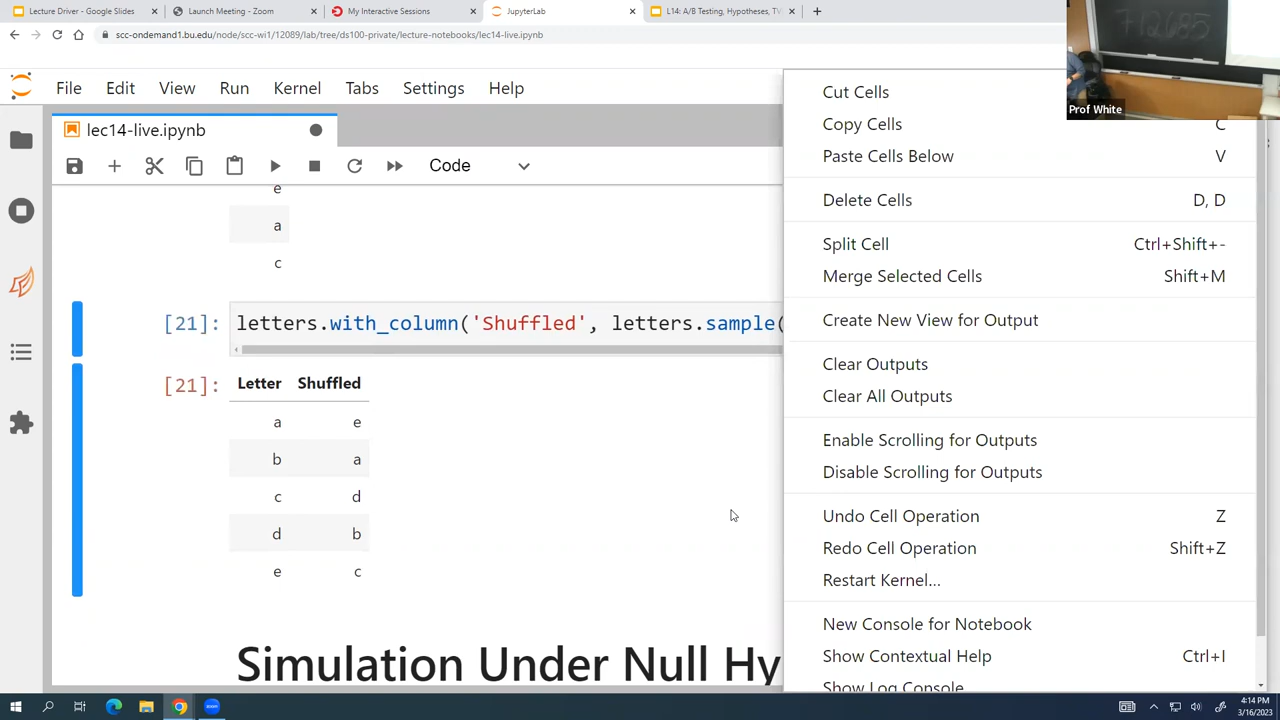 Lecture Driver - Google Slides
Launch Meeting - Zoom
My Interactive Sessions
JupyterLab
L14: A/B Testing, Hypotheses, TV
scc-ondemand1.bu.edu/node/scc-wi1/12089/lab/tree/ds100-private/lecture-notebooks/lec14-live.ipynb
712685
Prof White
File Edit View Run Kernel Tabs Settings Help
lec14-live.ipynb
Code
e
a
c
[21]: letters.with_column('Shuffled', letters.sample(
[21]: Letter Shuffled
a e
b a
c d
d b
e c
Simulation Under Null Hy
Cut Cells
Copy Cells C
Paste Cells Below V
Delete Cells D, D
Split Cell Ctrl+Shift+-
Merge Selected Cells Shift+M
Create New View for Output
Clear Outputs
Clear All Outputs
Enable Scrolling for Outputs
Disable Scrolling for Outputs
Undo Cell Operation Z
Redo Cell Operation Shift+Z
Restart Kernel...
New Console for Notebook
Show Contextual Help Ctrl+I
Show Log Console
4:14 PM
3/16/2023